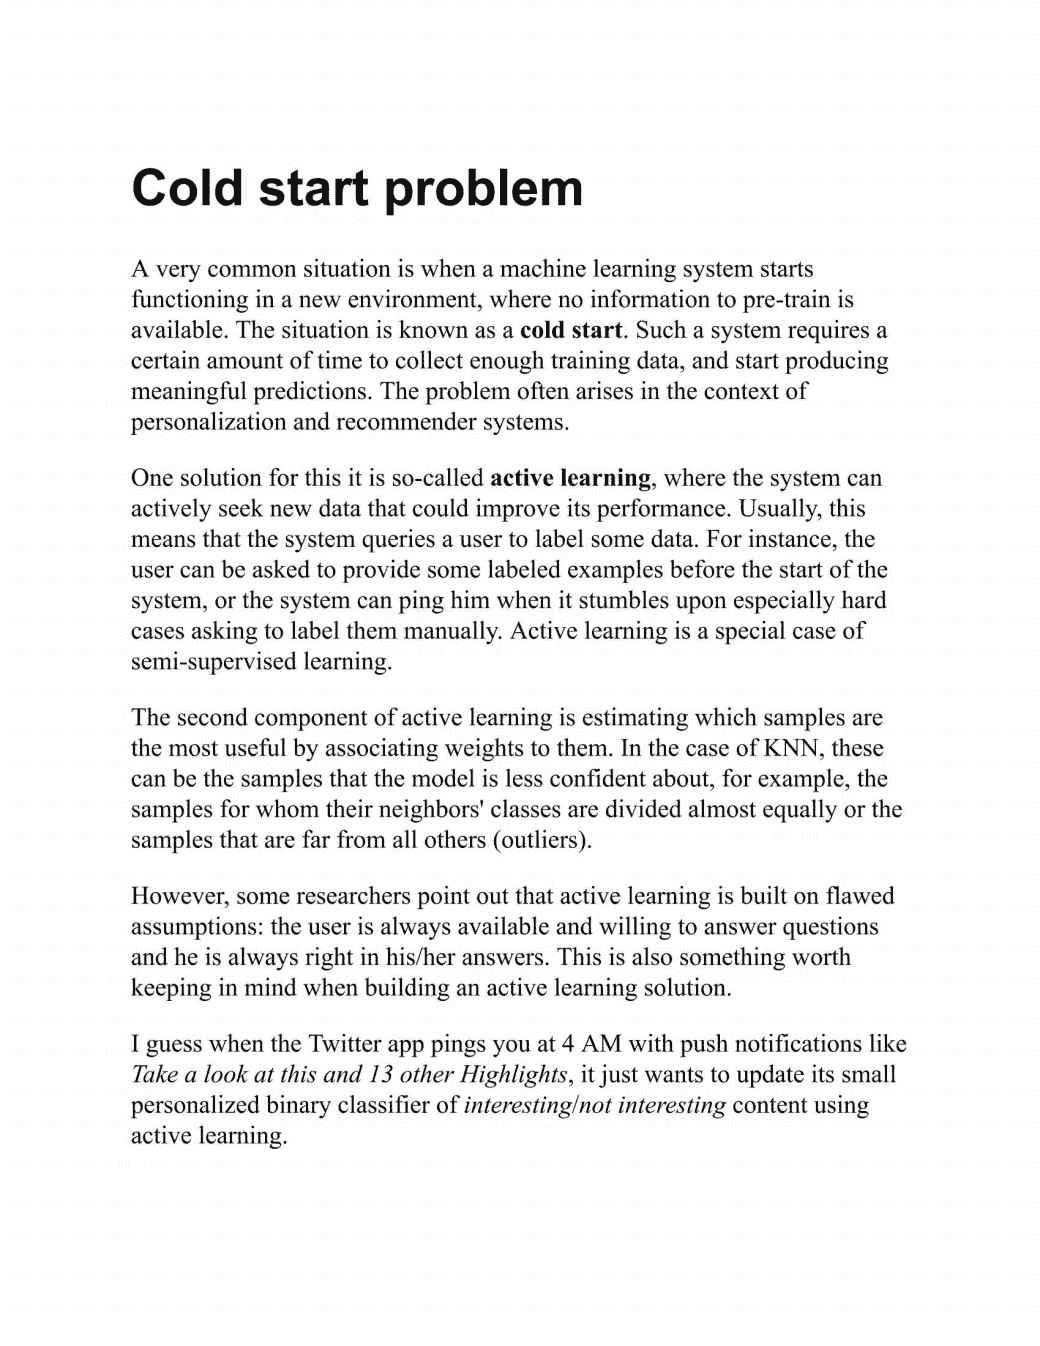 Cold start problem
A very common situation is when a machine learning system starts
functioning in a new environment, where no information to pre-train is
available. The situation is known as a cold start. Such a system requires a
certain amount of time to collect enough training data, and start producing
meaningful predictions. The problem often arises in the context of
personalization and recommender systems.
One solution for this it is so-called active learning, where the system can
actively seek new data that could improve its performance. Usually, this
means that the system queries a user to label some data. For instance, the
user can be asked to provide some labeled examples before the start of the
system, or the system can ping him when it stumbles upon especially hard
cases asking to label them manually. Active learning is a special case of
semi-supervised learning.
The second component of active learning is estimating which samples are
the most useful by associating weights to them. In the case of KNN, these
can be the samples that the model is less confident about, for example, the
samples for whom their neighbors' classes are divided almost equally or the
samples that are far from all others (outliers).
However, some researchers point out that active learning is built on flawed
assumptions: the user is always available and willing to answer questions
and he is always right in his/her answers. This is also something worth
keeping in mind when building an active learning solution.
I guess when the Twitter app pings you at 4 AM with push notifications like
Take a look at this and 13 other Highlights, it just wants to update its small
personalized binary classifier of interesting/not interesting content using
active learning.